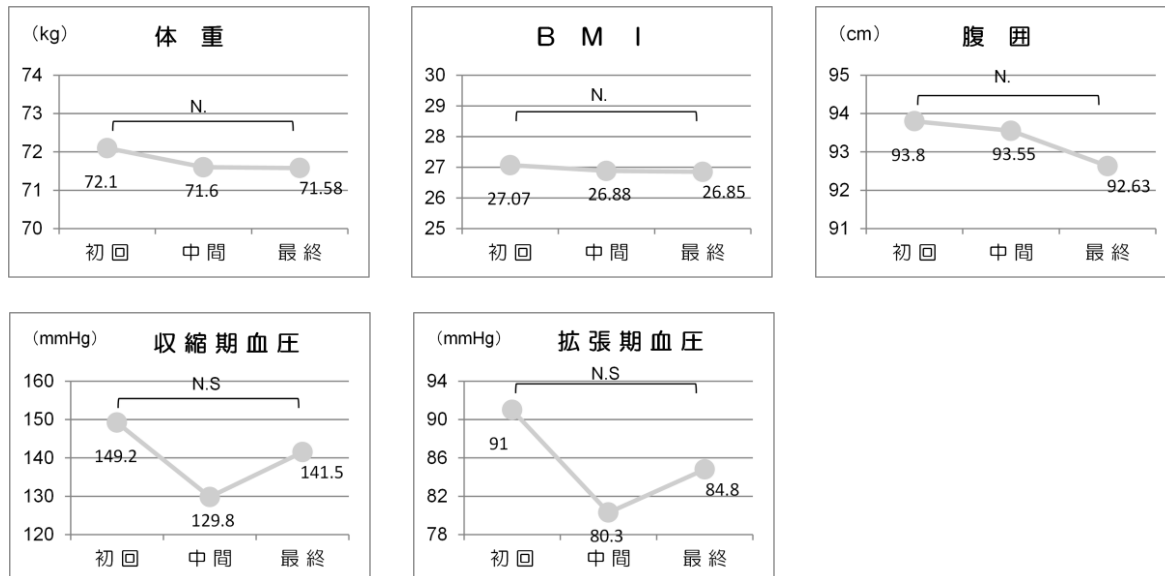 (kg) 体 重
74
73
72
71
70
N.
72.1
71.6
71.58
初 回 中 間 最 終
B M I
30
29
28
27
26
25
N.
27.07
26.88
26.85
初 回 中 間 最 終
(cm) 腹 囲
95
94
93
92
91
N.
93.8
93.55
92.63
初 回 中 間 最 終
(mmHg) 収 縮 期 血 圧
160
150
140
130
120
N.S
149.2
129.8
141.5
初 回 中 間 最 終
(mmHg) 拡 張 期 血 圧
94
90
86
82
78
N.S
91
80.3
84.8
初 回 中 間 最 終